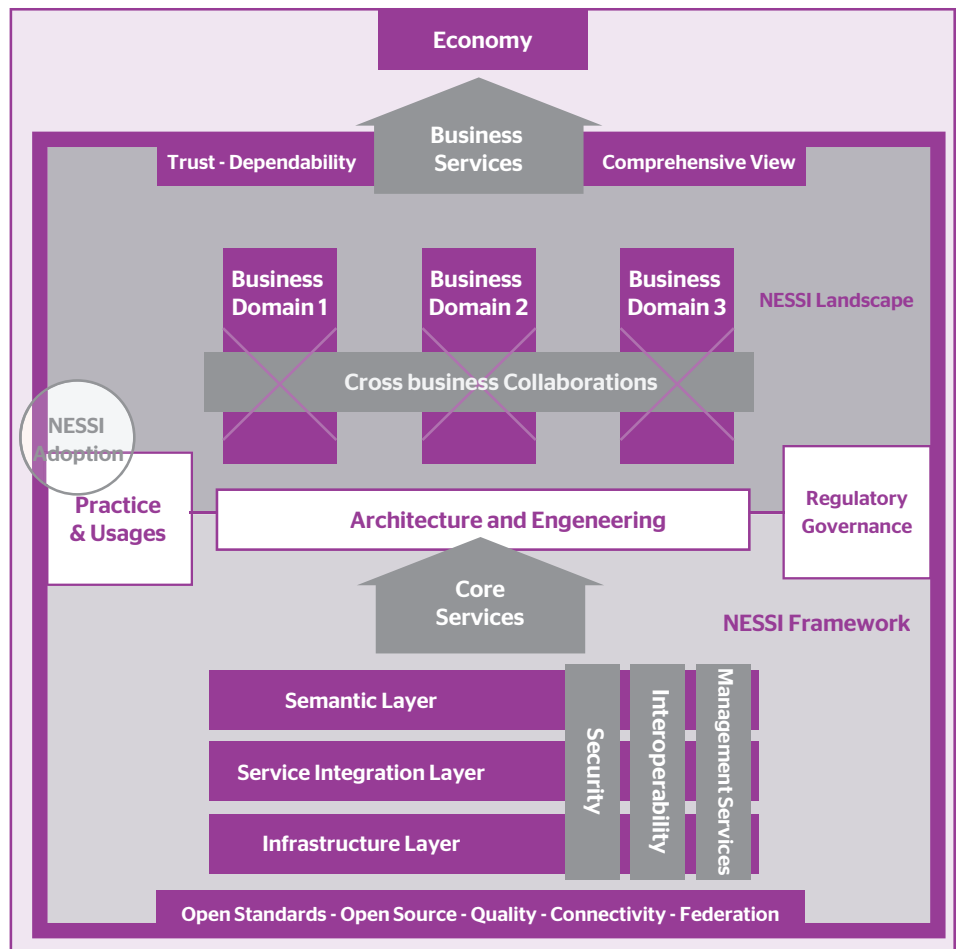 Economy
Business
Services
Trust - Dependability
Comprehensive View
Business
Domain 1
Business
Domain 2
Business
Domain 3
NESSI Landscape
Cross business Collaborations
NESSI
Adoption
Practice
& Usages
Architecture and Engeneering
Regulatory
Governance
Core
Services
NESSI Framework
Semantic Layer
Service Integration Layer
Infrastructure Layer
Security
Interoperability
Management Services
Open Standards - Open Source - Quality - Connectivity - Federation